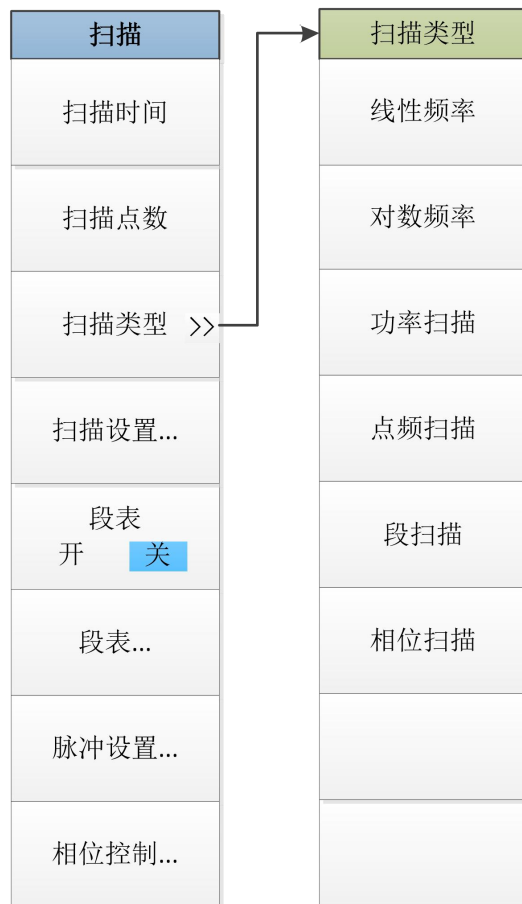 扫描
扫描时间
扫描点数
扫描类型 >>
扫描设置...
段表
开 关
段表...
脉冲设置...
相位控制...
扫描类型
线性频率
对数频率
功率扫描
点频扫描
段扫描
相位扫描